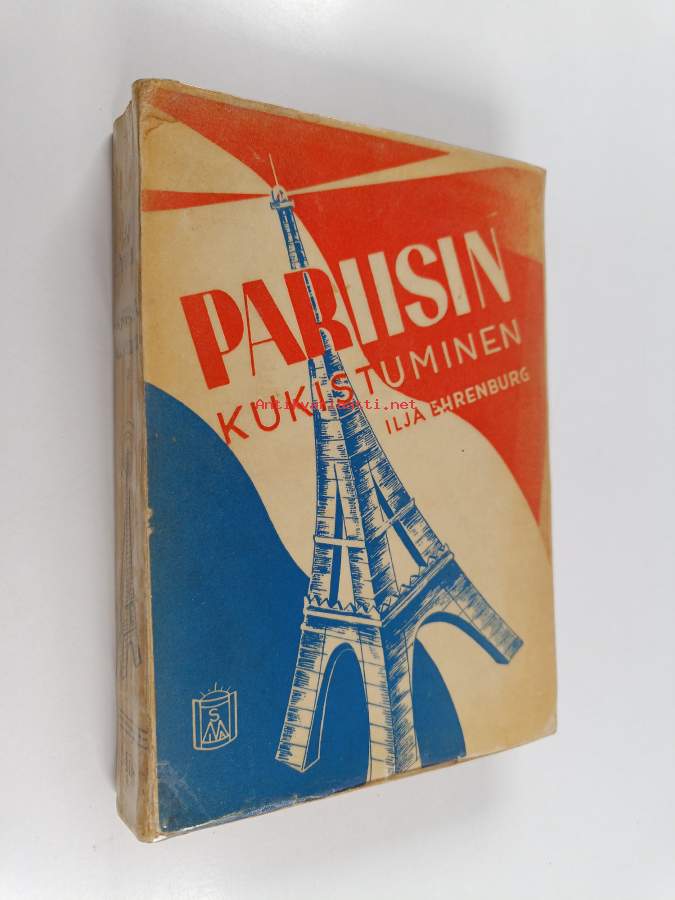 PARIISIN
KUKISTUMINEN
ILJA EHRENBURG
Antikvariaatti.net